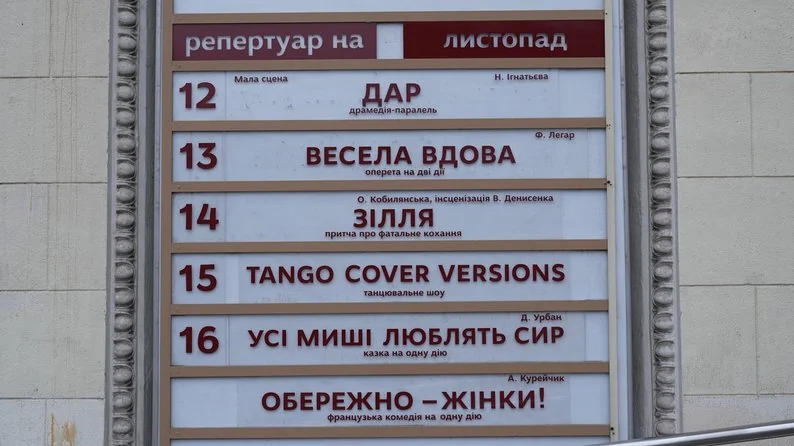 репертуар на листопад
Мала сцена Н. Ігнатьєва
12 ДАР
драмедія-паралель
Ф. Легар
13 ВЕСЕЛА ВДОВА
оперета на дві дії
О. Кобилянська, інсценізація В. Денисенка
14 ЗІЛЛЯ
притча про фатальне кохання
15 TANGO COVER VERSIONS
танцювальне шоу
Д. Урбан
16 УСІ МИШІ ЛЮБЛЯТЬ СИР
казка на одну дію
А. Курейчик
ОБЕРЕЖНО – ЖІНКИ!
французька комедія на одну дію